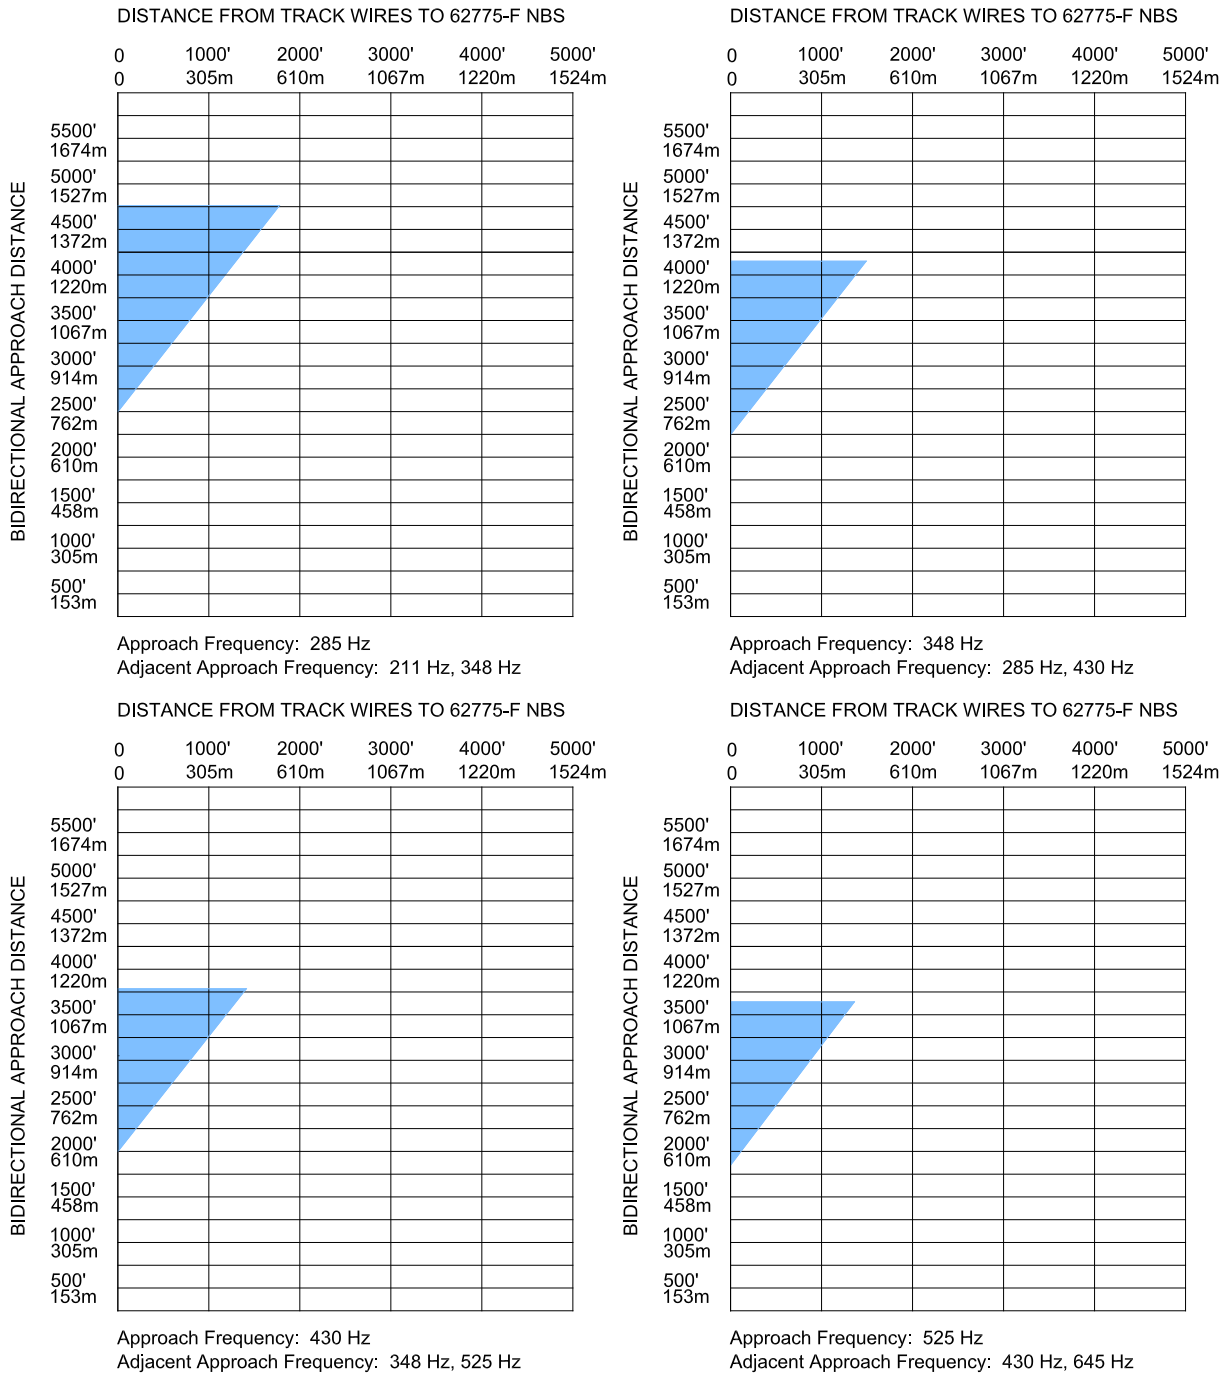 DISTANCE FROM TRACK WIRES TO 62775-F NBS
0 1000' 2000' 3000' 4000' 5000'
0 305m 610m 1067m 1220m 1524m
BIDIRECTIONAL APPROACH DISTANCE
5500'
1674m
5000'
1527m
4500'
1372m
4000'
1220m
3500'
1067m
3000'
914m
2500'
762m
2000'
610m
1500'
458m
1000'
305m
500'
153m
Approach Frequency: 285 Hz
Adjacent Approach Frequency: 211 Hz, 348 Hz
DISTANCE FROM TRACK WIRES TO 62775-F NBS
0 1000' 2000' 3000' 4000' 5000'
0 305m 610m 1067m 1220m 1524m
BIDIRECTIONAL APPROACH DISTANCE
5500'
1674m
5000'
1527m
4500'
1372m
4000'
1220m
3500'
1067m
3000'
914m
2500'
762m
2000'
610m
1500'
458m
1000'
305m
500'
153m
Approach Frequency: 348 Hz
Adjacent Approach Frequency: 285 Hz, 430 Hz
DISTANCE FROM TRACK WIRES TO 62775-F NBS
0 1000' 2000' 3000' 4000' 5000'
0 305m 610m 1067m 1220m 1524m
BIDIRECTIONAL APPROACH DISTANCE
5500'
1674m
5000'
1527m
4500'
1372m
4000'
1220m
3500'
1067m
3000'
914m
2500'
762m
2000'
610m
1500'
458m
1000'
305m
500'
153m
Approach Frequency: 430 Hz
Adjacent Approach Frequency: 348 Hz, 525 Hz
DISTANCE FROM TRACK WIRES TO 62775-F NBS
0 1000' 2000' 3000' 4000' 5000'
0 305m 610m 1067m 1220m 1524m
BIDIRECTIONAL APPROACH DISTANCE
5500'
1674m
5000'
1527m
4500'
1372m
4000'
1220m
3500'
1067m
3000'
914m
2500'
762m
2000'
610m
1500'
458m
1000'
305m
500'
153m
Approach Frequency: 525 Hz
Adjacent Approach Frequency: 430 Hz, 645 Hz